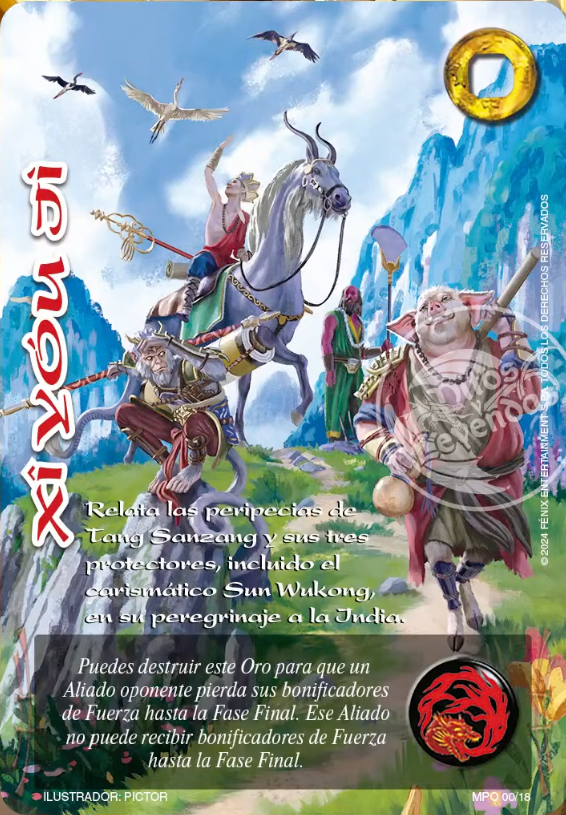 xi yóu ji
Relata las peripecias de
Tang Sanzang y sus tres
protectores, incluido el
carismático Sun Wukong,
en su peregrinaje a la India.
Puedes destruir este Oro para que un
Aliado oponente pierda sus bonificadores
de Fuerza hasta la Fase Final. Ese Aliado
no puede recibir bonificadores de Fuerza
hasta la Fase Final.
ILUSTRADOR: PICTOR
MPO 00/18
© 2024 FÉNIX ENTERTAINMENT TODOS LOS DERECHOS RESERVADOS